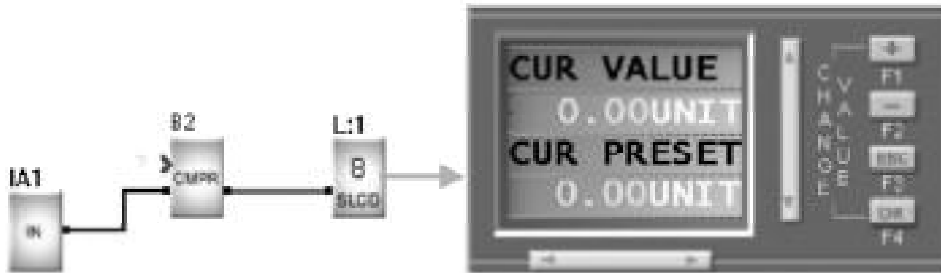 IA1
IN
B2
CMPR
L:1
B
SLCD
CUR VALUE
0.00UNIT
CUR PRESET
0.00UNIT
CHANGE
VALUE
+
F1
-
F2
ESC
F3
OK
F4